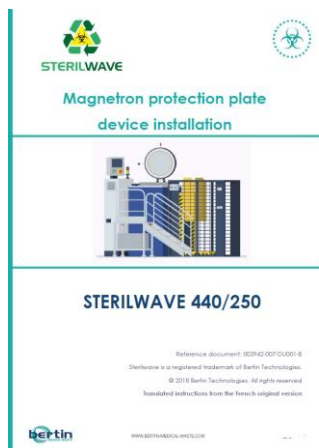 STERILWAVE
Magnetron protection plate
device installation
STERILWAVE 440/250
Reference document: 003942-007-DU001-B
Sterilwave is a registered trademark of Bertin Technologies.
© 2018 Bertin Technologies. All rights reserved
Translated instructions from the French original version
bertin
WWW.BERTIN-MEDICAL-WASTE.COM